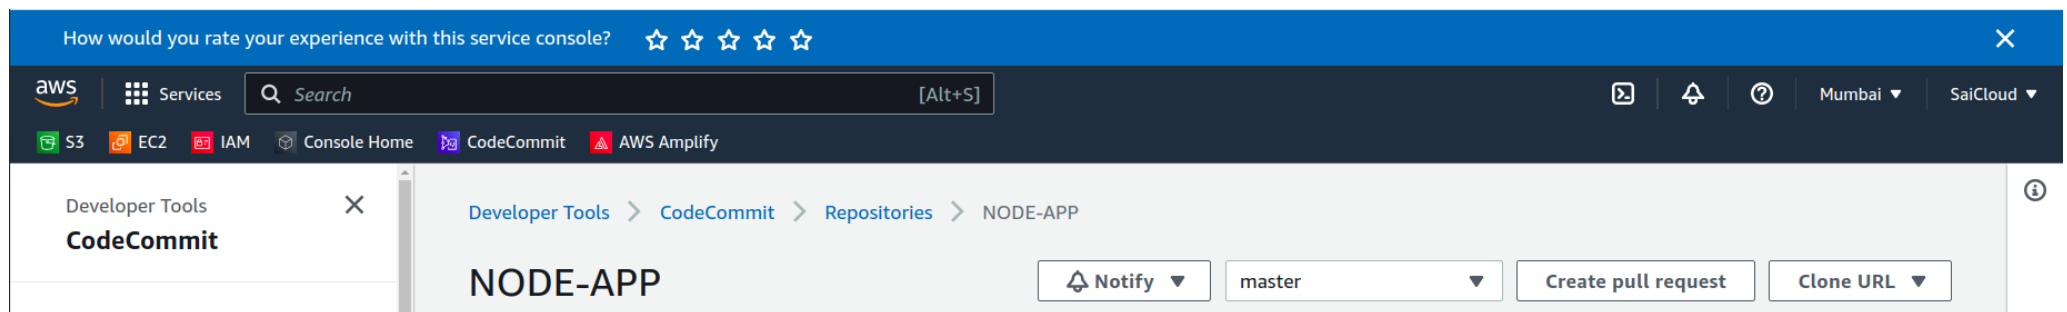 How would you rate your experience with this service console?
aws Services Search [Alt+S] Mumbai SaiCloud
S3 EC2 IAM Console Home CodeCommit AWS Amplify
Developer Tools
CodeCommit
Developer Tools CodeCommit Repositories NODE-APP
NODE-APP Notify master Create pull request Clone URL